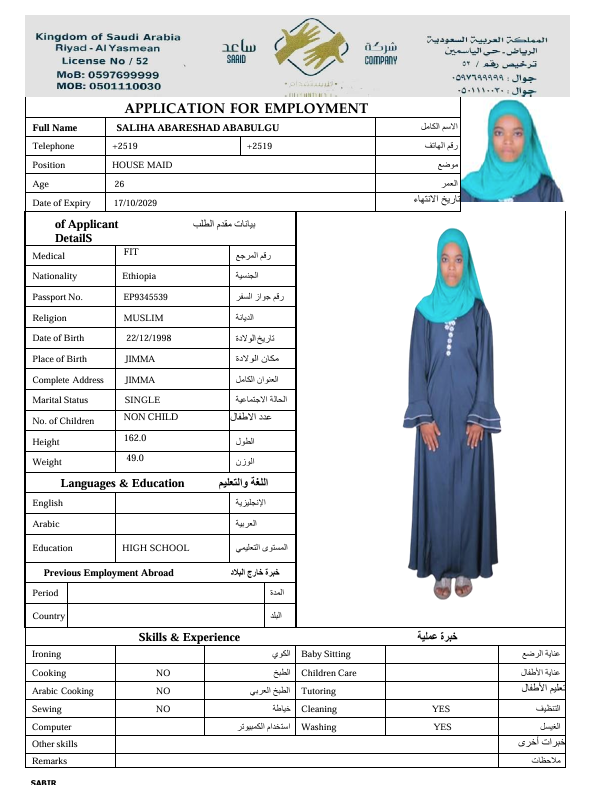 Kingdom of Saudi Arabia
Riyad - Al Yasmean
License No / 52
MoB: 0597699999
MOB: 0501110030
ساعد
SAAID
شركة
COMPANY
المملكة العربية السعودية
الرياض - حي الياسمين
ترخيص رقم / ٥٢
جوال : ٠٥٩٧٦٩٩٩٩٩
جوال : ٠٥٠١١١٠٠٣٠
APPLICATION FOR EMPLOYMENT
Full Name SALIHA ABARESHAD ABABULGU الاسم الكامل
Telephone +2519 +2519 رقم الهاتف
Position HOUSE MAID موضع
Age 26 العمر
Date of Expiry 17/10/2029 تاريخ الانتهاء
of Applicant بيانات مقدم الطلب
DetailS
Medical FIT رقم المرجع
Nationality Ethiopia الجنسية
Passport No. EP9345539 رقم جواز السفر
Religion MUSLIM الديانة
Date of Birth 22/12/1998 تاريخ الولادة
Place of Birth JIMMA مكان الولادة
Complete Address JIMMA العنوان الكامل
Marital Status SINGLE الحالة الاجتماعية
No. of Children NON CHILD عدد الاطفال
Height 162.0 الطول
Weight 49.0 الوزن
Languages & Education اللغة والتعليم
English الإنجليزية
Arabic العربية
Education HIGH SCHOOL المستوى التعليمي
Previous Employment Abroad خبرة خارج البلاد
Period المدة
Country البلد
Skills & Experience خبرة عملية
Ironing الكوي Baby Sitting عناية الرضع
Cooking NO الطبخ Children Care عناية الأطفال
Arabic Cooking NO الطبخ العربي Tutoring تعليم الأطفال
Sewing NO خياطة Cleaning YES التنظيف
Computer استخدام الكمبيوتر Washing YES الغسيل
Other skills خبرات أخرى
Remarks ملاحظات
SABIR